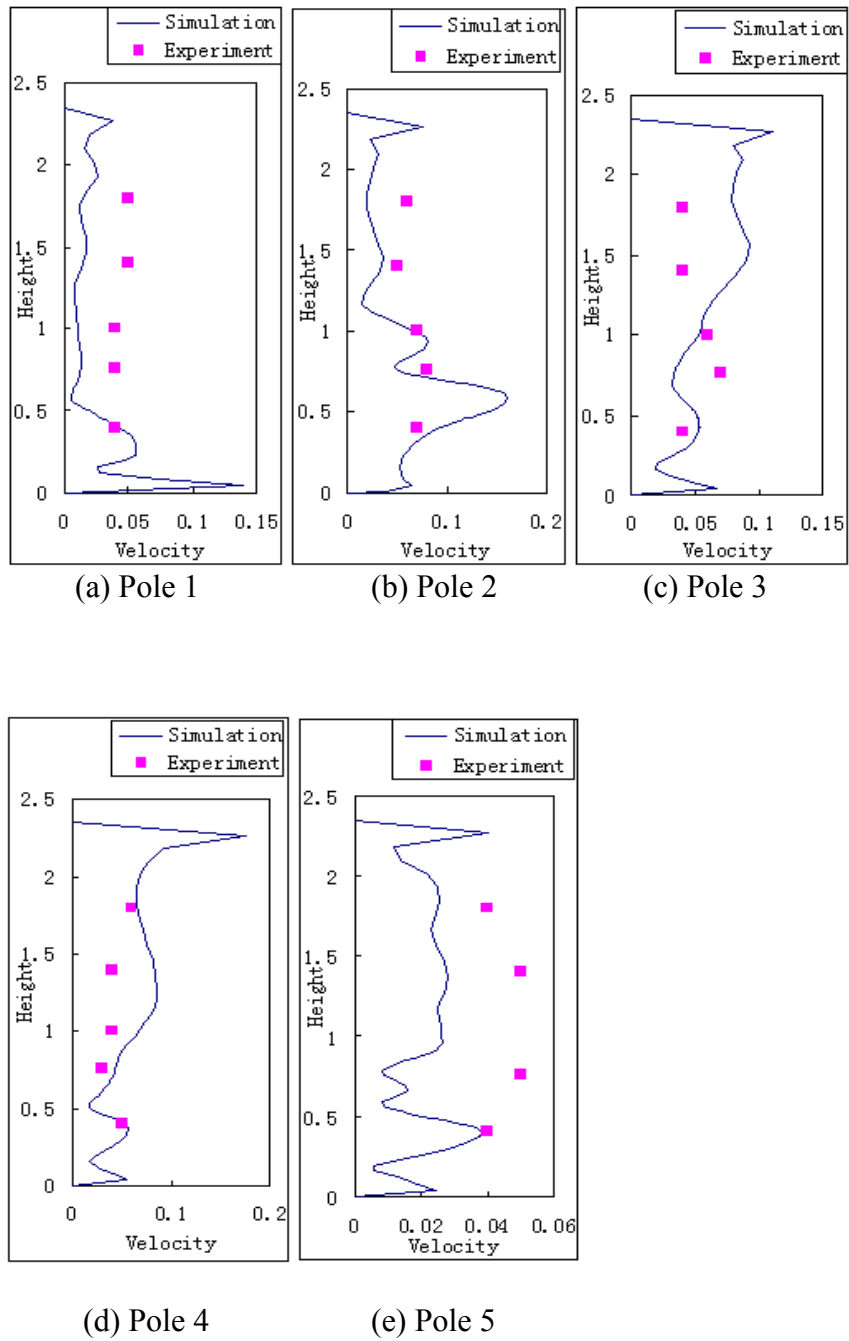 Simulation
Experiment
2.5
2
1.5
1
0.5
0
Height
0 0.05 0.1 0.15
Velocity
(a) Pole 1
Simulation
Experiment
2.5
2
1.5
1
0.5
0
Height
0 0.1 0.2
Velocity
(b) Pole 2
Simulation
Experiment
2.5
2
1.5
1
0.5
0
Height
0 0.05 0.1 0.15
Velocity
(c) Pole 3
Simulation
Experiment
2.5
2
1.5
1
0.5
0
Height
0 0.1 0.2
Velocity
(d) Pole 4
Simulation
Experiment
2.5
2
1.5
1
0.5
0
Height
0 0.02 0.04 0.06
Velocity
(e) Pole 5